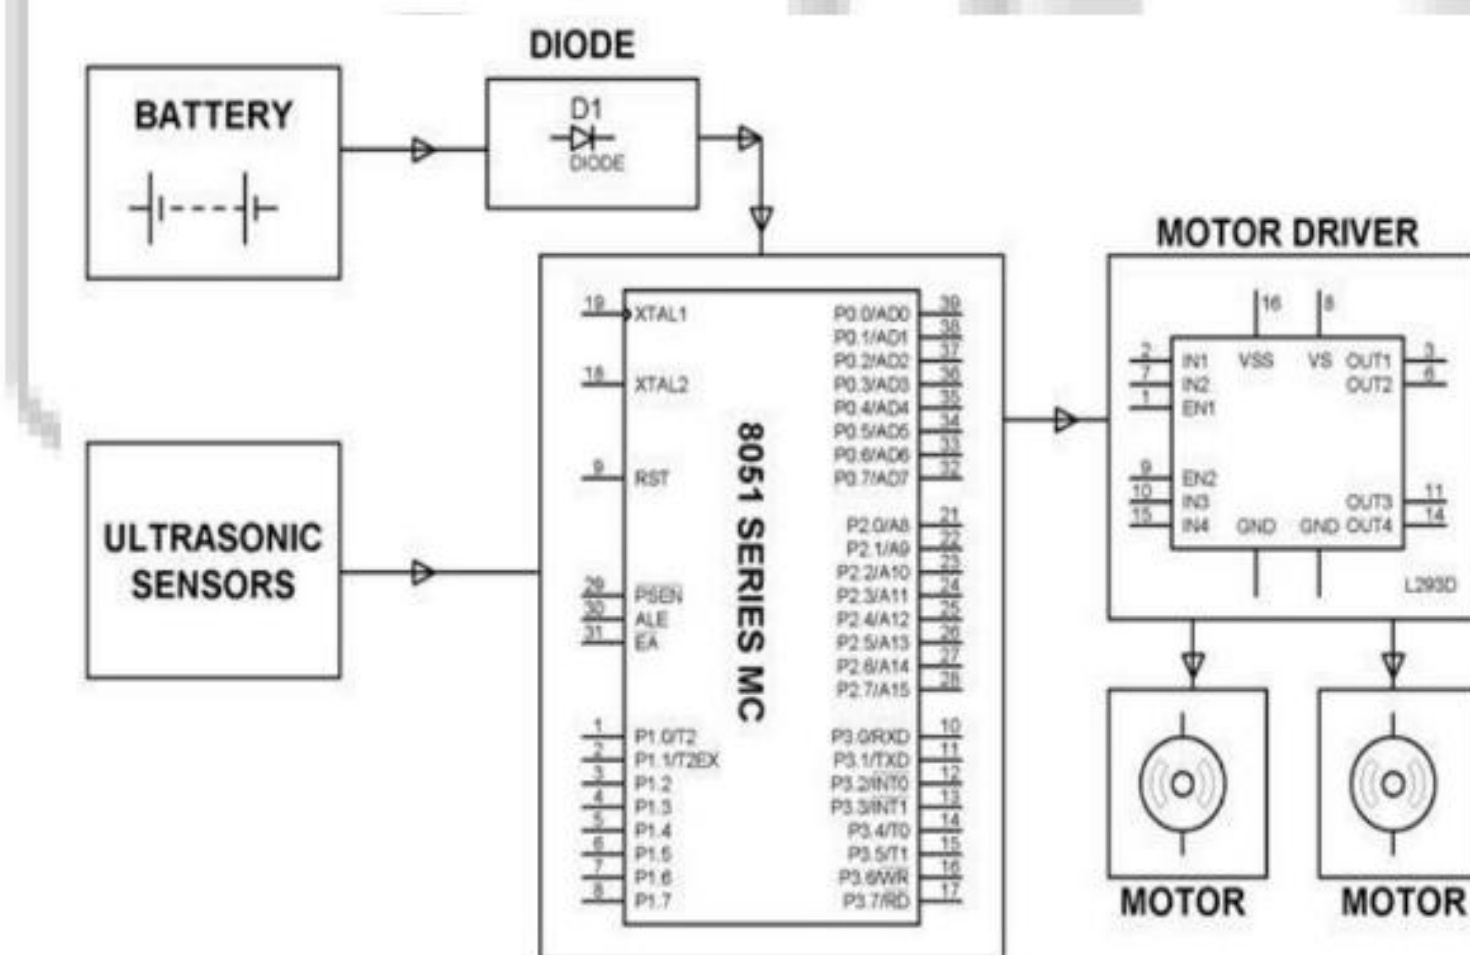 DIODE
BATTERY
D1
DIODE
MOTOR DRIVER
ULTRASONIC
SENSORS
8051 SERIES MC
19 XTAL1
18 XTAL2
9 RST
29 PSEN
30 ALE
31 EA
1 P1.0/T2
2 P1.1/T2EX
3 P1.2
4 P1.3
5 P1.4
6 P1.5
7 P1.6
8 P1.7
P0.0/AD0 39
P0.1/AD1 38
P0.2/AD2 37
P0.3/AD3 36
P0.4/AD4 35
P0.5/AD5 34
P0.6/AD6 33
P0.7/AD7 32
P2.0/A8 21
P2.1/A9 22
P2.2/A10 23
P2.3/A11 24
P2.4/A12 25
P2.5/A13 26
P2.6/A14 27
P2.7/A15 28
P3.0/RXD 10
P3.1/TXD 11
P3.2/INT0 12
P3.3/INT1 13
P3.4/T0 14
P3.5/T1 15
P3.6/WR 16
P3.7/RD 17
16 8
2 IN1 VSS VS OUT1 3
7 IN2 OUT2 6
1 EN1
9 EN2
10 IN3 OUT3 11
15 IN4 GND GND OUT4 14
L293D
MOTOR
MOTOR